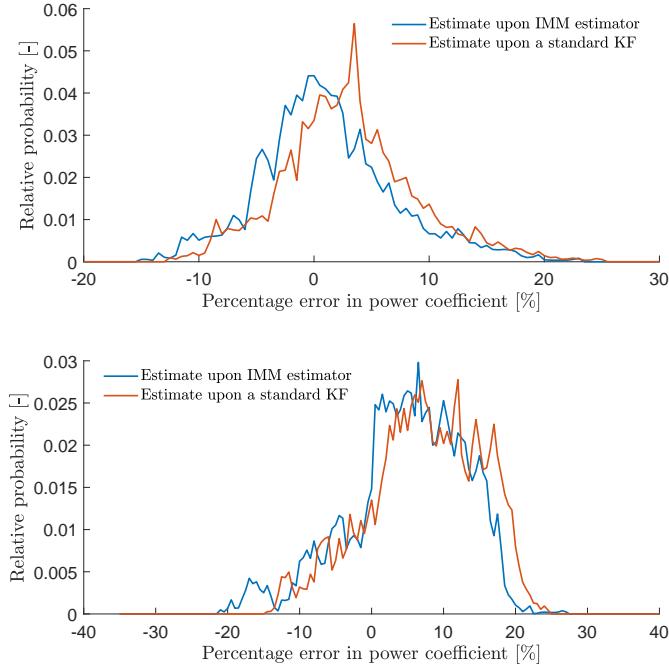 0.06
0.05
0.04
0.03
0.02
0.01
0
Relative probability [-]
Estimate upon IMM estimator
Estimate upon a standard KF
-20 -10 0 10 20 30
Percentage error in power coefficient [%]
0.03
0.025
0.02
0.015
0.01
0.005
0
Relative probability [-]
Estimate upon IMM estimator
Estimate upon a standard KF
-40 -30 -20 -10 0 10 20 30 40
Percentage error in power coefficient [%]